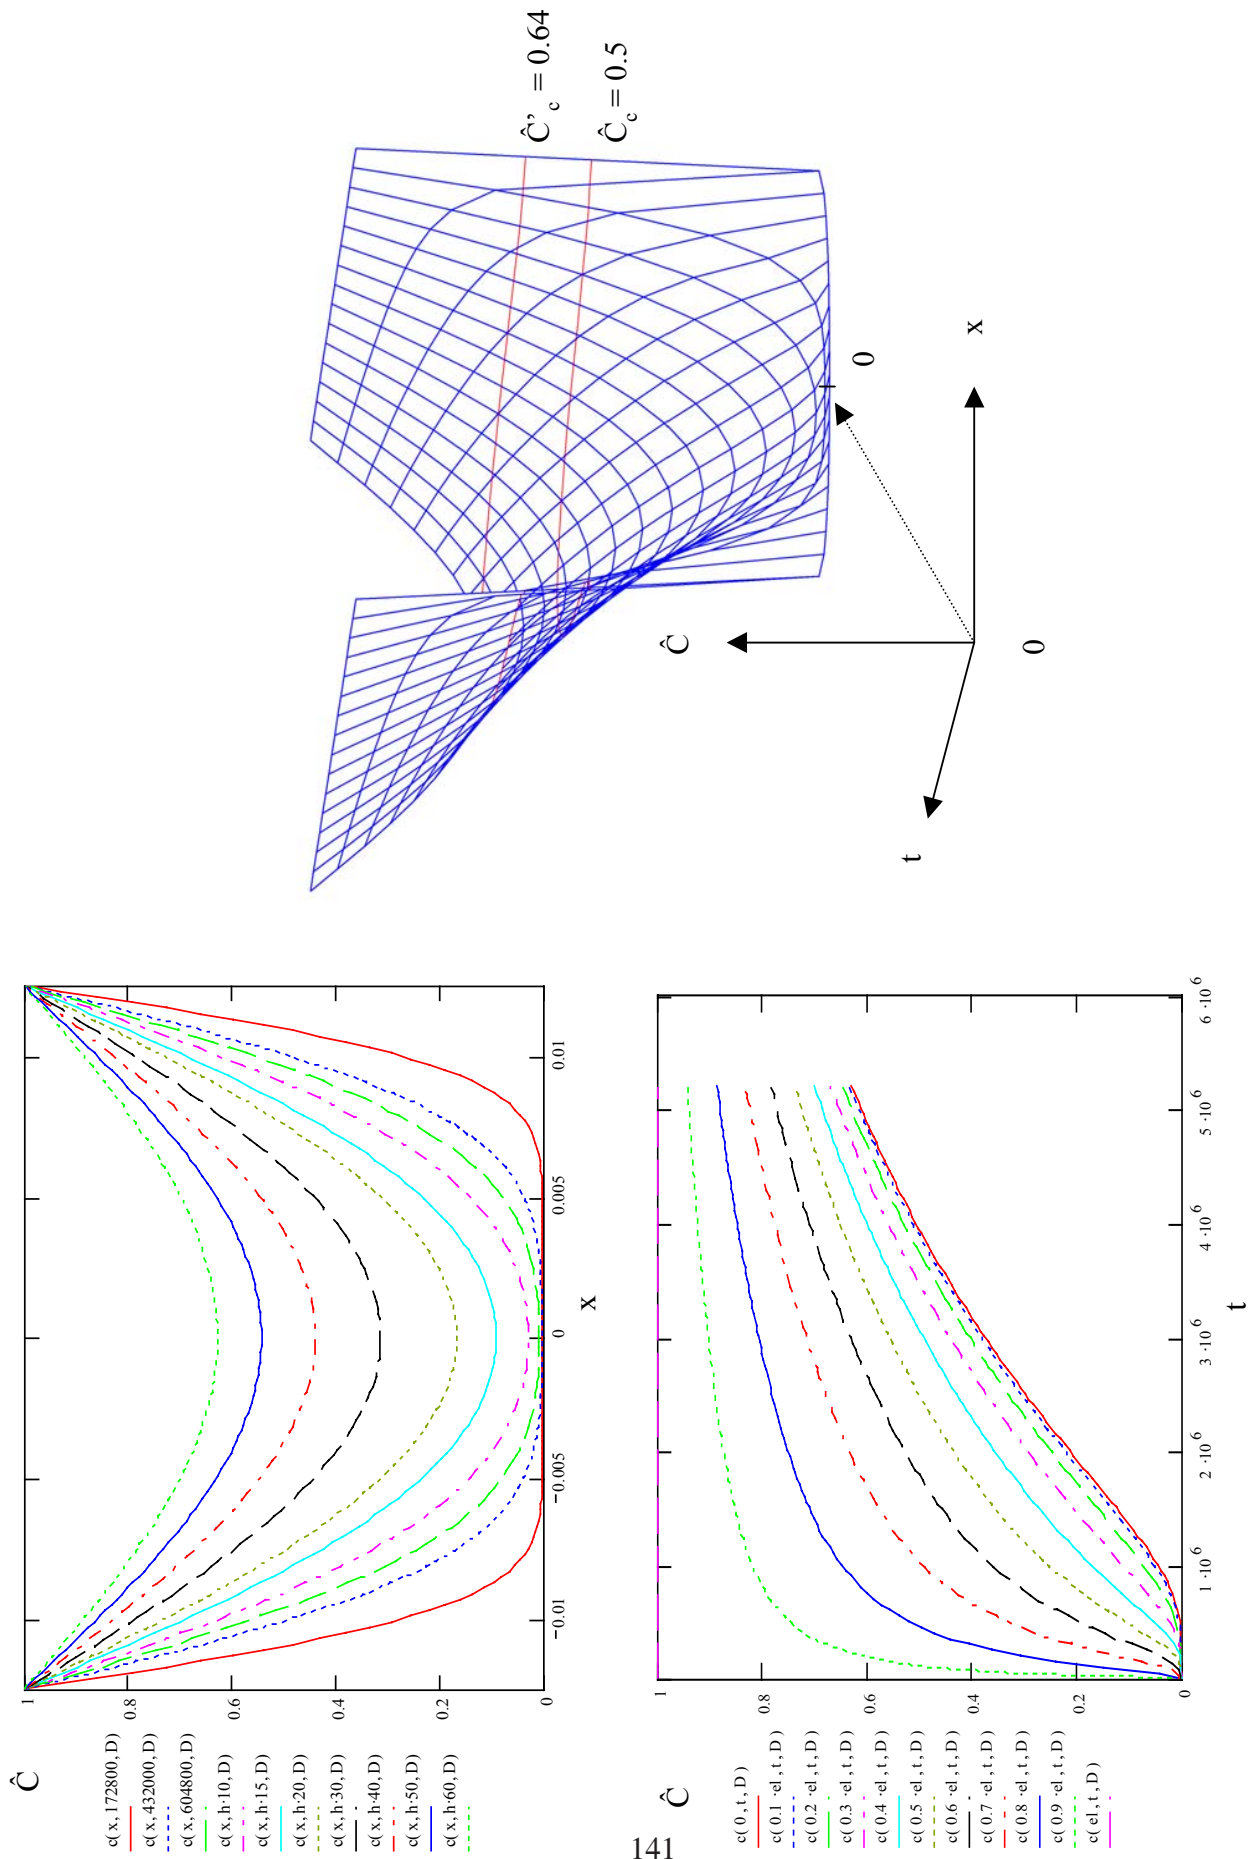 Ĉ
c( x, 172800, D )
c( x, 432000, D )
c( x, 604800, D )
c( x, h·10, D )
c( x, h·15, D )
c( x, h·20, D )
c( x, h·30, D )
c( x, h·40, D )
c( x, h·50, D )
c( x, h·60, D )
1
0.8
0.6
0.4
0.2
0
−0.01
−0.005
0
0.005
0.01
x
Ĉ
c( 0, t, D )
c( 0.1 ·el, t, D )
c( 0.2 ·el, t, D )
c( 0.3 ·el, t, D )
c( 0.4 ·el, t, D )
c( 0.5 ·el, t, D )
c( 0.6 ·el, t, D )
c( 0.7 ·el, t, D )
c( 0.8 ·el, t, D )
c( 0.9 ·el, t, D )
c( el, t, D )
1
0.8
0.6
0.4
0.2
0
1 ·10 6
2 ·10 6
3 ·10 6
4 ·10 6
5 ·10 6
6 ·10 6
t
Ĉ’c = 0.64
Ĉc = 0.5
Ĉ
t
0
x
0
141